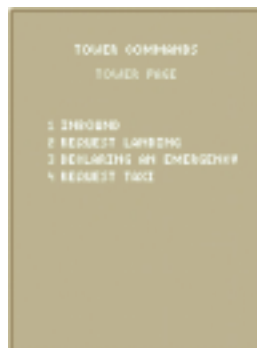 TOWER COMMANDS
TOWER PAGE
1 INBOUND
2 REQUEST LANDING
3 DECLARING AN EMERGENCY
4 REQUEST TAXI